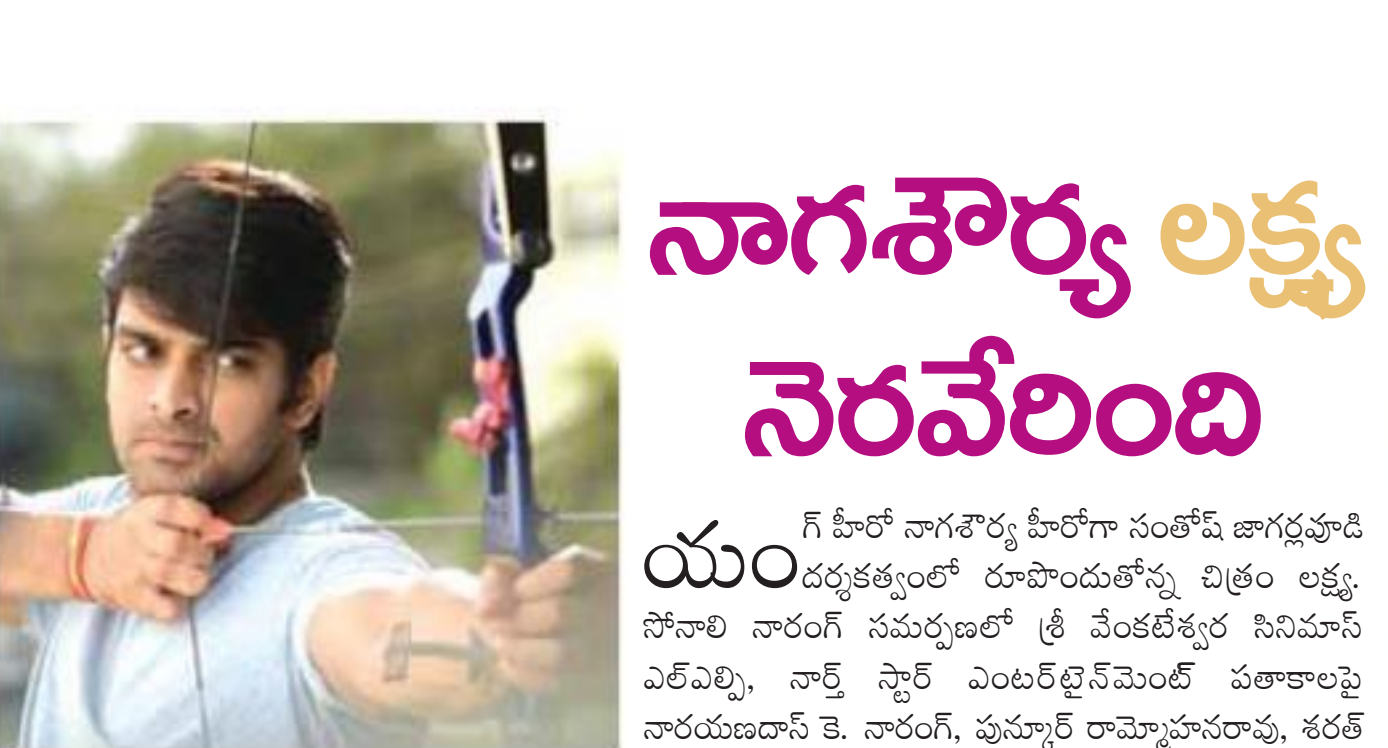 నాగశౌర్య లక్ష్య
నెరవేరింది
యంగ్ హీరో నాగశౌర్య హీరోగా సంతోష్ జాగర్లపూడి
దర్శకత్వంలో రూపొందుతోన్న చిత్రం లక్ష్య.
సోనాలి నారంగ్ సమర్పణలో శ్రీ వేంకటేశ్వర సినిమాస్
ఎల్ఎల్పి, నార్త్ స్టార్ ఎంటర్‌టైన్‌మెంట్ పతాకాలపై
నారయణదాస్ కె. నారంగ్, పుస్కూర్ రామ్మోహనరావు, శరత్